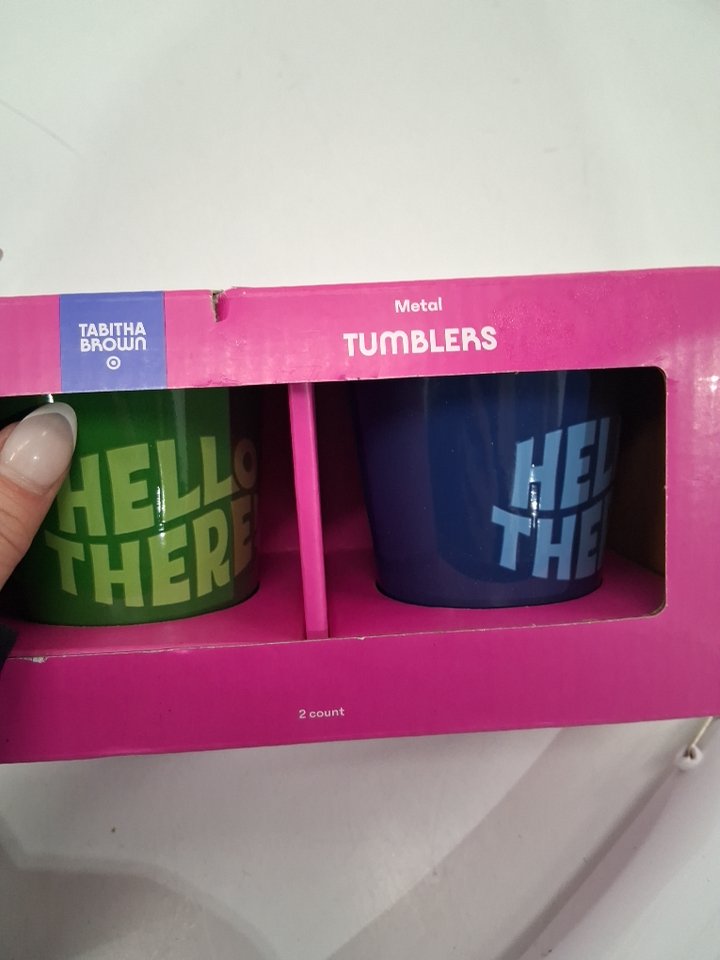 TABITHA
BROWN
Metal
TUMBLERS
HELLO
THERE
HEL
THE
2 count